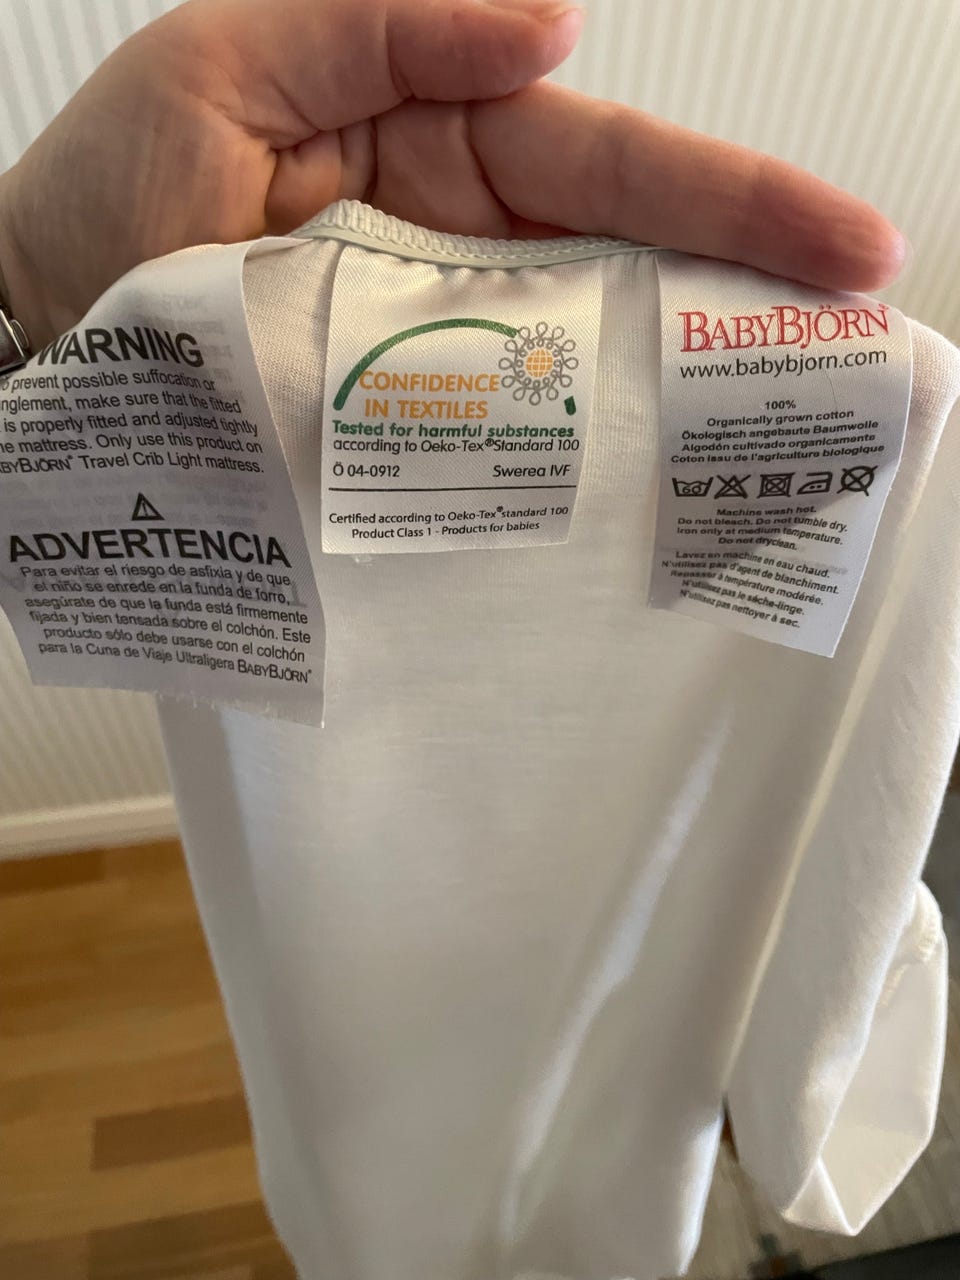 WARNING
prevent possible suffocation or
make sure that the fitted
is properly fitted and adjusted tightly
mattress. Only use this product on
Travel Crib Light mattress.
ADVERTENCIA
Para evitar el riesgo de asfixia y de que
el niño se enrede en la funda de forro,
asegúrate de que la funda está firmemente
fijada y bien tensada sobre el colchón. Este
producto sólo debe usarse con el colchón
para la Cuna de Viaje Ultraligera BABYBJÖRN®
CONFIDENCE
IN TEXTILES
Tested for harmful substances
according to Oeko-Tex®Standard 100
Ö 04-0912 Swerea IVF
Certified according to Oeko-Tex®standard 100
Product Class 1 - Products for babies
BABYBJÖRN
www.babybjorn.com
100%
Organically grown cotton
Ökologisch angebaute Baumwolle
Algodón cultivado organicamente
Coton issu de l'agriculture biologique
60
Machine wash hot.
Do not bleach. Do not tumble dry.
Iron only at medium temperature.
Do not dryclean.
Lavez en machine en eau chaud.
N'utilisez pas d'agent de blanchiment.
Repasser à température modérée.
N'utilisez pas le sèche-linge.
N'utilisez pas nettoyer à sec.